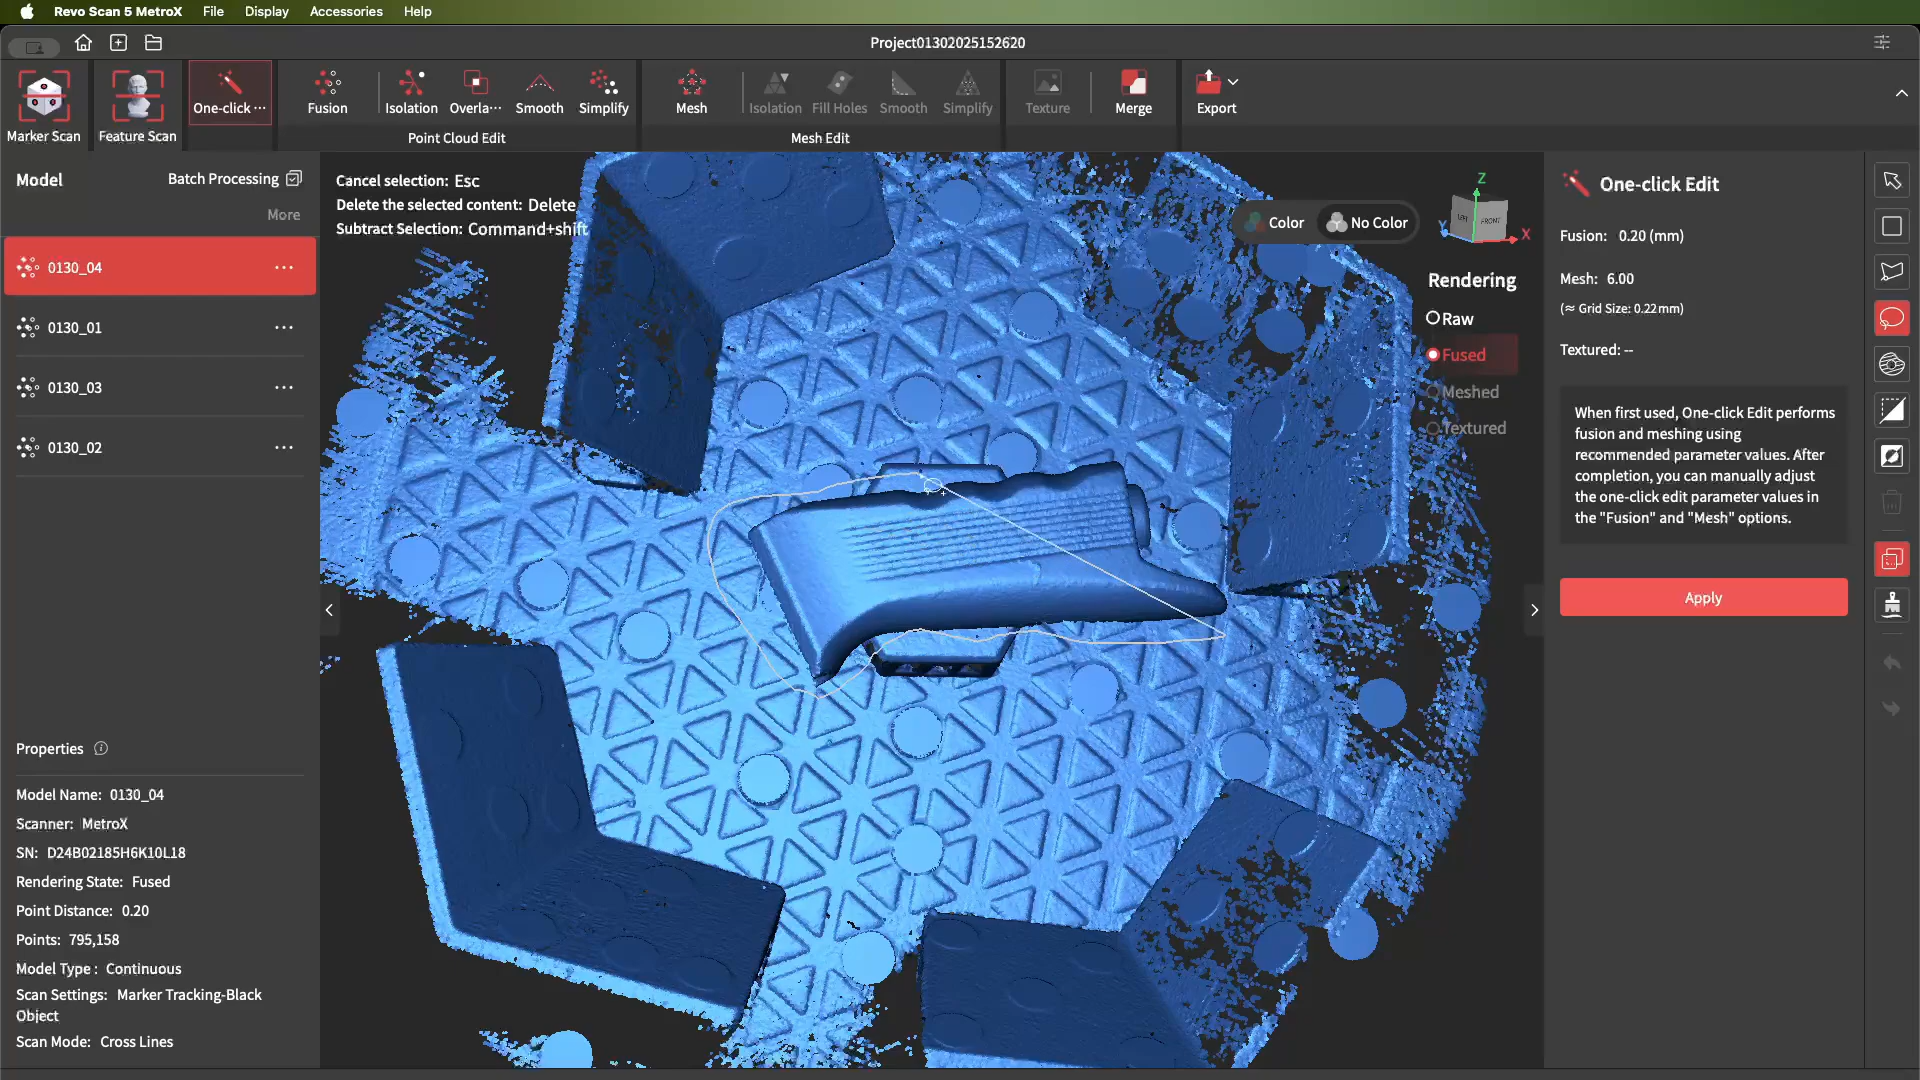 Revo Scan 5 MetroX File Display Accessories Help
Project01302025152620
Marker Scan
Feature Scan
One-click ···
Fusion
Isolation
Overla···
Smooth
Simplify
Point Cloud Edit
Mesh
Isolation
Fill Holes
Smooth
Simplify
Mesh Edit
Texture
Merge
Export
Model
Batch Processing
More
0130_04
0130_01
0130_03
0130_02
Properties
Model Name: 0130_04
Scanner: MetroX
SN: D24B02185H6K10L18
Rendering State: Fused
Point Distance: 0.20
Points: 795,158
Model Type : Continuous
Scan Settings: Marker Tracking-Black
Object
Scan Mode: Cross Lines
Cancel selection: Esc
Delete the selected content: Delete
Subtract Selection: Command+shift
Color
No Color
Z
Y
X
LEFT
FRONT
Rendering
Raw
Fused
Meshed
Textured
One-click Edit
Fusion: 0.20 (mm)
Mesh: 6.00
(≈ Grid Size: 0.22mm)
Textured: --
When first used, One-click Edit performs
fusion and meshing using
recommended parameter values. After
completion, you can manually adjust
the one-click edit parameter values in
the "Fusion" and "Mesh" options.
Apply